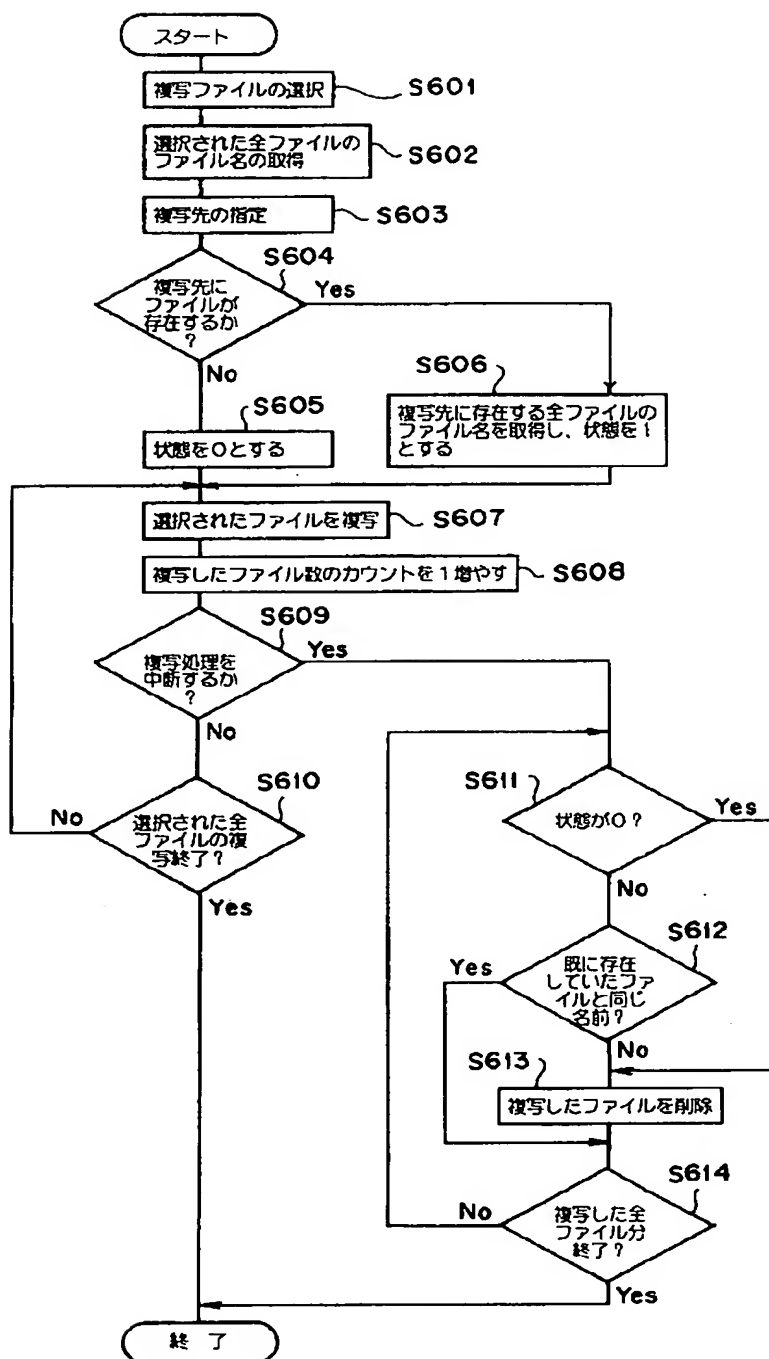 スタート
複写ファイルの選択
S601
選択された全ファイルの
ファイル名の取得
S602
複写先の指定
S603
S604
複写先に
ファイルが
存在するか
?
Yes
No
S605
状態を0とする
S606
複写先に存在する全ファイルの
ファイル名を取得し、状態を1
とする
選択されたファイルを複写
S607
複写したファイル数のカウントを1増やす
S608
S609
複写処理を
中断するか
?
Yes
No
S610
選択された全
ファイルの複
写終了?
No
Yes
S611
状態が0?
Yes
No
S612
既に存在
していたファ
イルと同じ
名前?
Yes
No
S613
複写したファイルを削除
S614
複写した全
ファイル分
終了?
No
Yes
終了